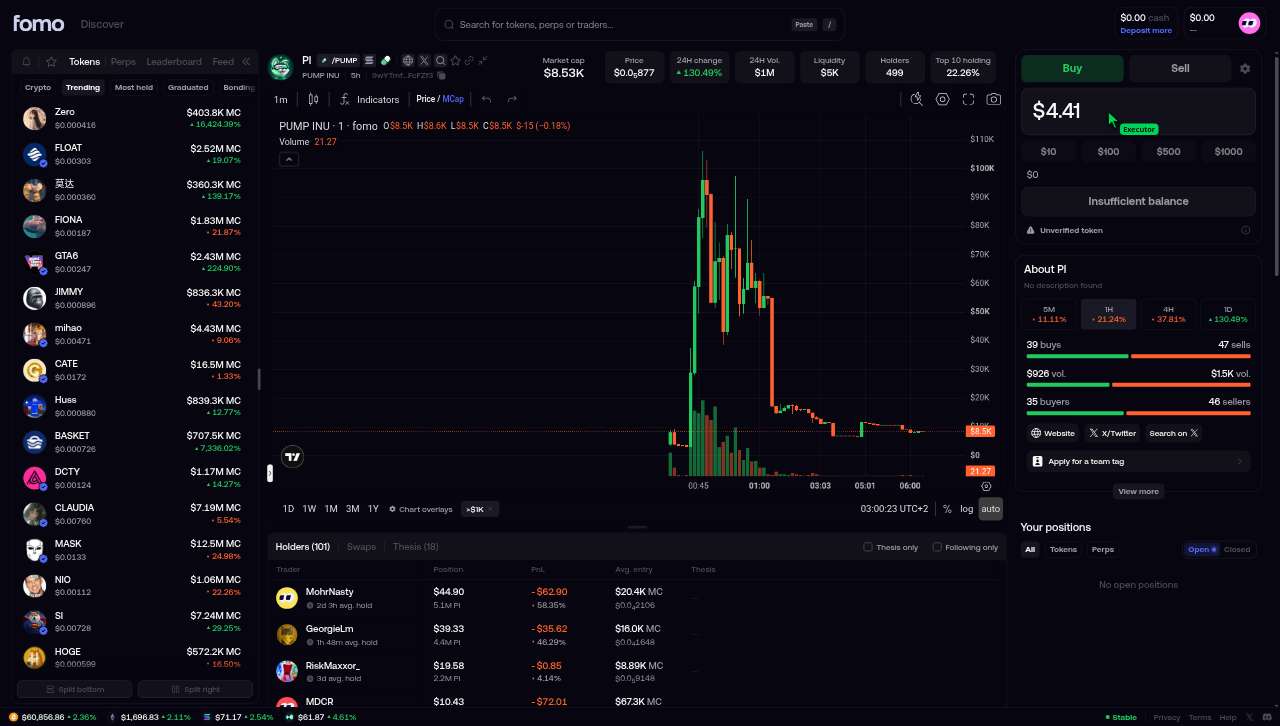 fomo Discover
Search for tokens, perps or traders... Paste /
$0.00 cash
Deposit more
$0.00
—
Tokens Perps Leaderboard Feed
Crypto Trending Most held Graduated Bonding
Zero $403.8K MC
$0.000416 16,424.39%
FLOAT $2.52M MC
$0.00303 19.07%
莫达 $360.3K MC
$0.000360 139.17%
FIONA $1.83M MC
$0.00187 21.87%
GTA6 $2.43M MC
$0.00247 224.90%
JIMMY $836.3K MC
$0.000896 43.20%
mihao $4.43M MC
$0.00471 9.06%
CATE $16.5M MC
$0.0172 1.33%
Huss $839.3K MC
$0.000880 12.77%
BASKET $707.5K MC
$0.000726 7,336.02%
DCTY $1.17M MC
$0.00124 14.27%
CLAUDIA $7.19M MC
$0.00760 5.54%
MASK $12.5M MC
$0.0133 24.98%
NIO $1.06M MC
$0.00112 22.26%
SI $7.24M MC
$0.00728 29.25%
HOGE $572.2K MC
$0.000599 16.50%
Split bottom Split right
PI /PUMP
PUMP INU 5h
Market cap
$8.53K
Price
$0.0₅877
24H change
130.49%
24H Vol.
$1M
Liquidity
$5K
Holders
499
Top 10 holding
22.26%
1m Indicators Price / MCap
PUMP INU · 1 · fomo O$8.5K H$8.6K L$8.5K C$8.5K $-15 (−0.18%)
Volume 21.27
$110K
$100K
$90K
$80K
$70K
$60K
$50K
$40K
$30K
$20K
$8.5K
$0
21.27
00:45 01:00 03:03 05:01 06:00
1D 1W 1M 3M 1Y Chart overlays >$1K 03:00:23 UTC+2 % log auto
Holders (101) Swaps Thesis (18) Thesis only Following only
Trader Position PnL Avg. entry Thesis
MohrNasty $44.90 -$62.90 $20.4K MC
2d 3h avg. hold 5.1M PI 58.35% $0.0₄2106
GeorgieLm $39.33 -$35.62 $16.0K MC
1h 48m avg. hold 4.4M PI 46.29% $0.0₄1648
RiskMaxxor_ $19.58 -$0.85 $8.89K MC
3d avg. hold 2.2M PI 4.14% $0.0₅9148
MDCR $10.43 -$72.01 $67.3K MC
Buy Sell
$4.41
Executor
$10 $100 $500 $1000
$0
Insufficient balance
Unverified token
About PI
No description found
5M 1H 4H 1D
11.11% 21.24% 37.81% 130.49%
39 buys 47 sells
$926 vol. $1.5K vol.
35 buyers 46 sellers
Website X/Twitter Search on X
Apply for a team tag
View more
Your positions
All Tokens Perps Open Closed
No open positions
$60,856.86 2.36% $1,696.83 2.11% $71.17 2.54% $61.87 4.61%
Stable Privacy Terms Help